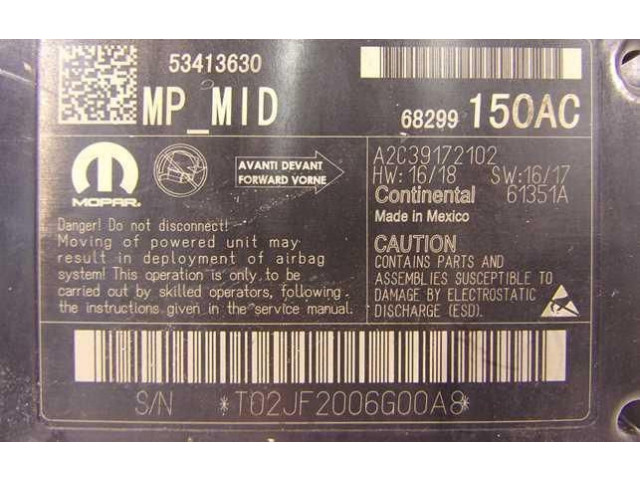 53413630
MP_MID
68299 150AC
MOPAR®
AVANTI DEVANT
FORWARD VORNE
A2C39172102
HW:16/18 SW:16/17
Continental 61351A
Made in Mexico
Danger! Do not disconnect!
Moving of powered unit may
result in deployment of airbag
system! This operation is only to be
carried out by skilled operators, following
the instructions given in the service manual.
CAUTION
CONTAINS PARTS AND
ASSEMBLIES SUSCEPTIBLE TO
DAMAGE BY ELECTROSTATIC
DISCHARGE (ESD).
S/N *T02JF2006G00A8*